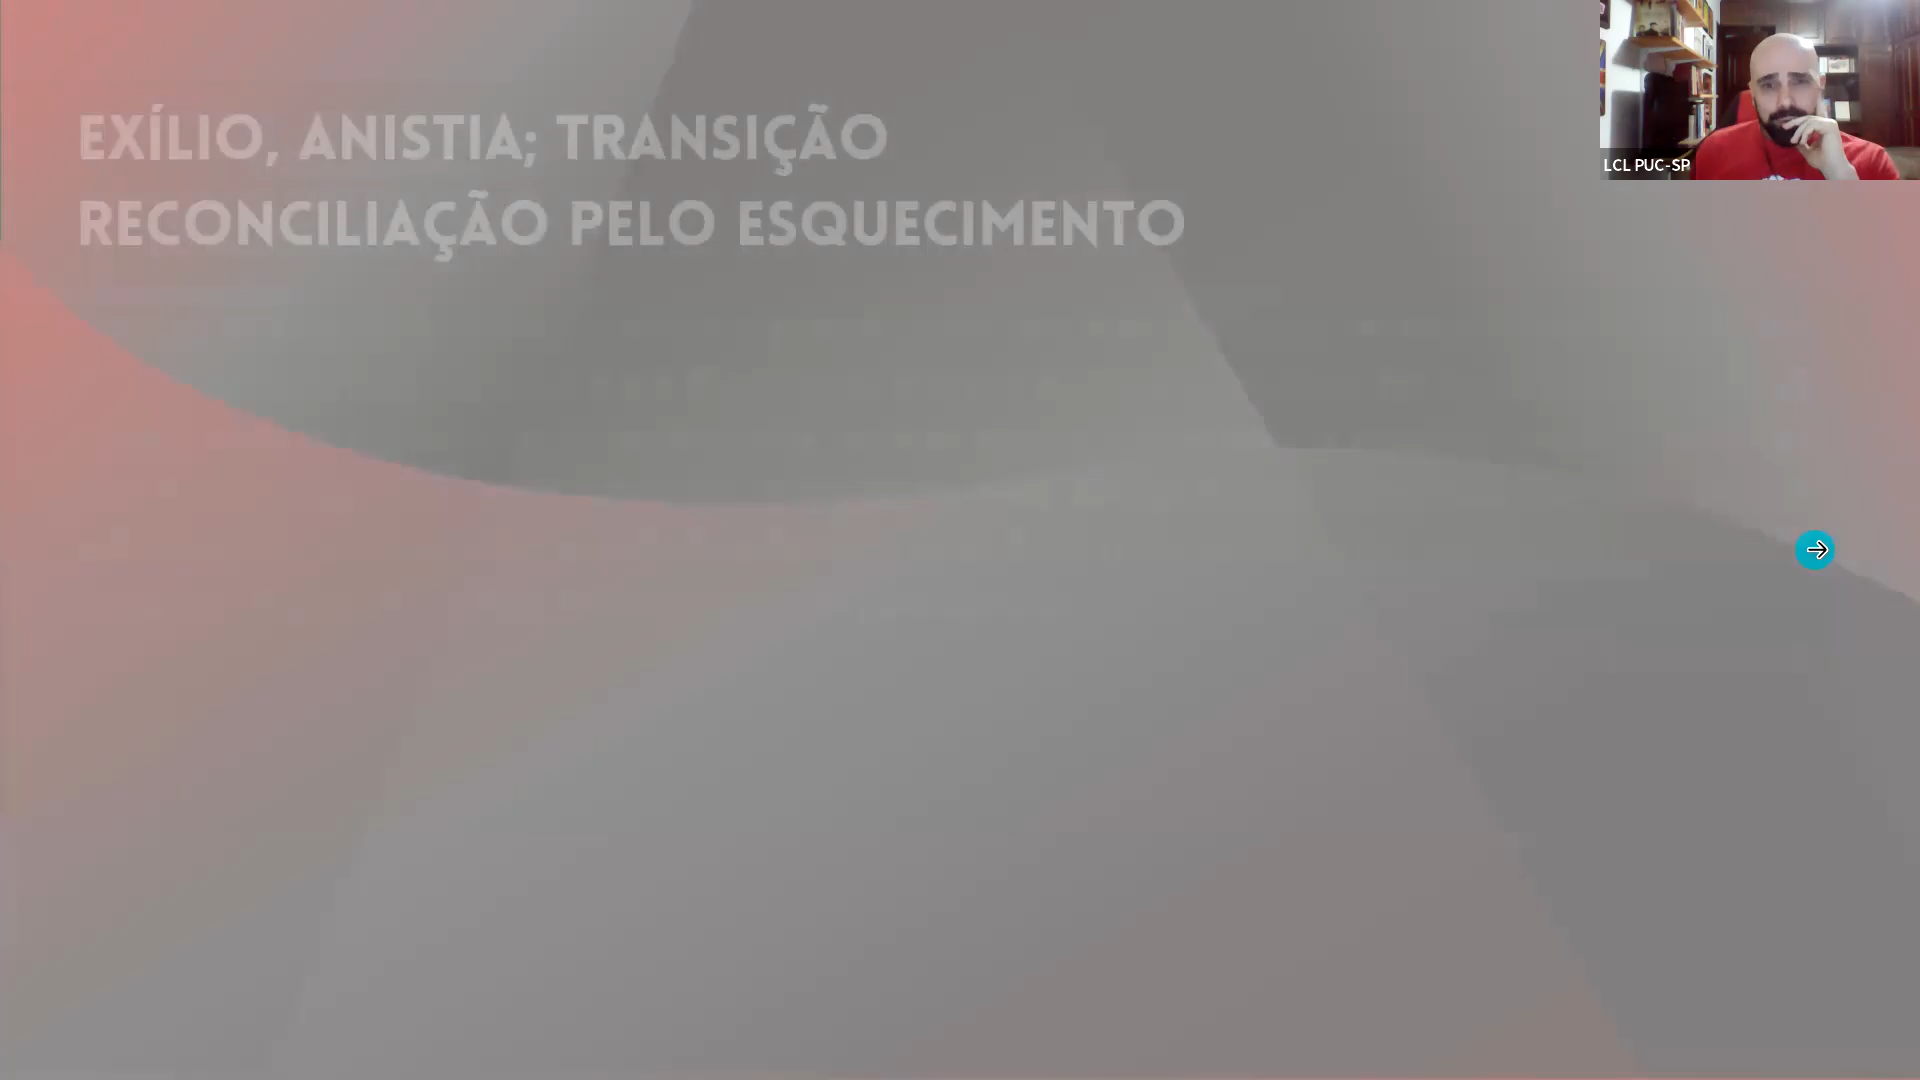 EXÍLIO, ANISTIA; TRANSIÇÃO
RECONCILIAÇÃO PELO ESQUECIMENTO
LCL PUC-SP